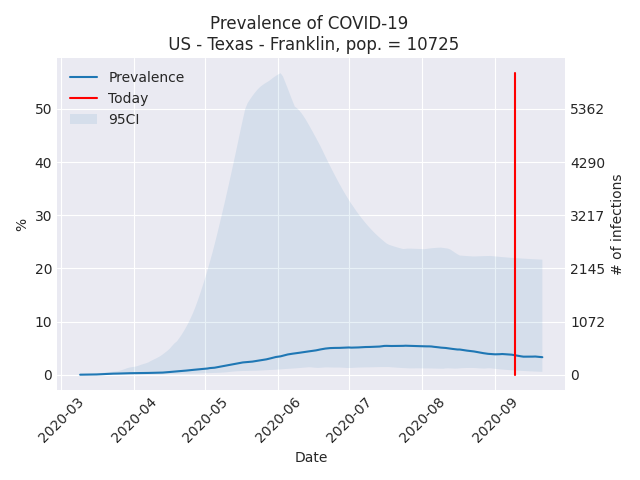 Prevalence of COVID-19
US - Texas - Franklin, pop. = 10725
Prevalence
Today
95CI
50
40
30
20
10
0
%
5362
4290
3217
2145
1072
0
# of infections
2020-03
2020-04
2020-05
2020-06
2020-07
2020-08
2020-09
Date